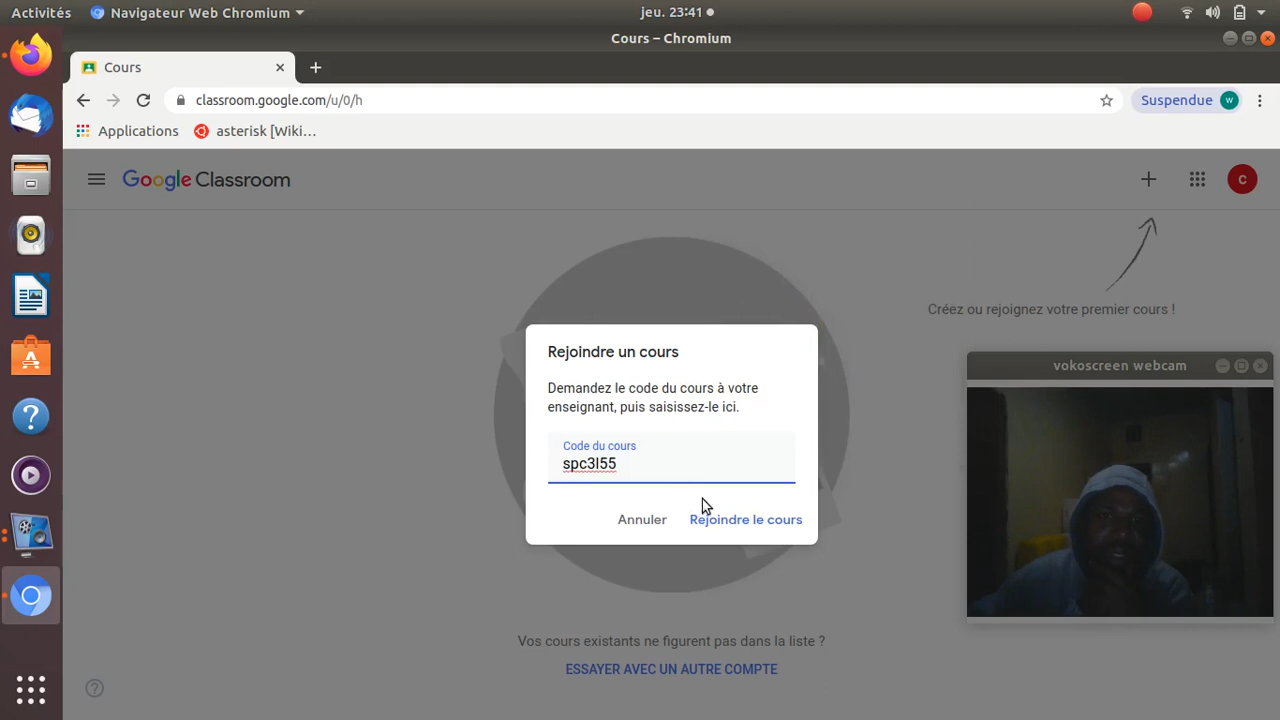 Activités
Navigateur Web Chromium
jeu. 23:41
Cours – Chromium
Cours
classroom.google.com/u/0/h
Suspendue
W
Applications
asterisk [Wiki...
Google Classroom
C
Créez ou rejoignez votre premier cours !
vokoscreen webcam
Rejoindre un cours
Demandez le code du cours à votre
enseignant, puis saisissez-le ici.
Code du cours
spc3l55
Annuler
Rejoindre le cours
Vos cours existants ne figurent pas dans la liste ?
ESSAYER AVEC UN AUTRE COMPTE